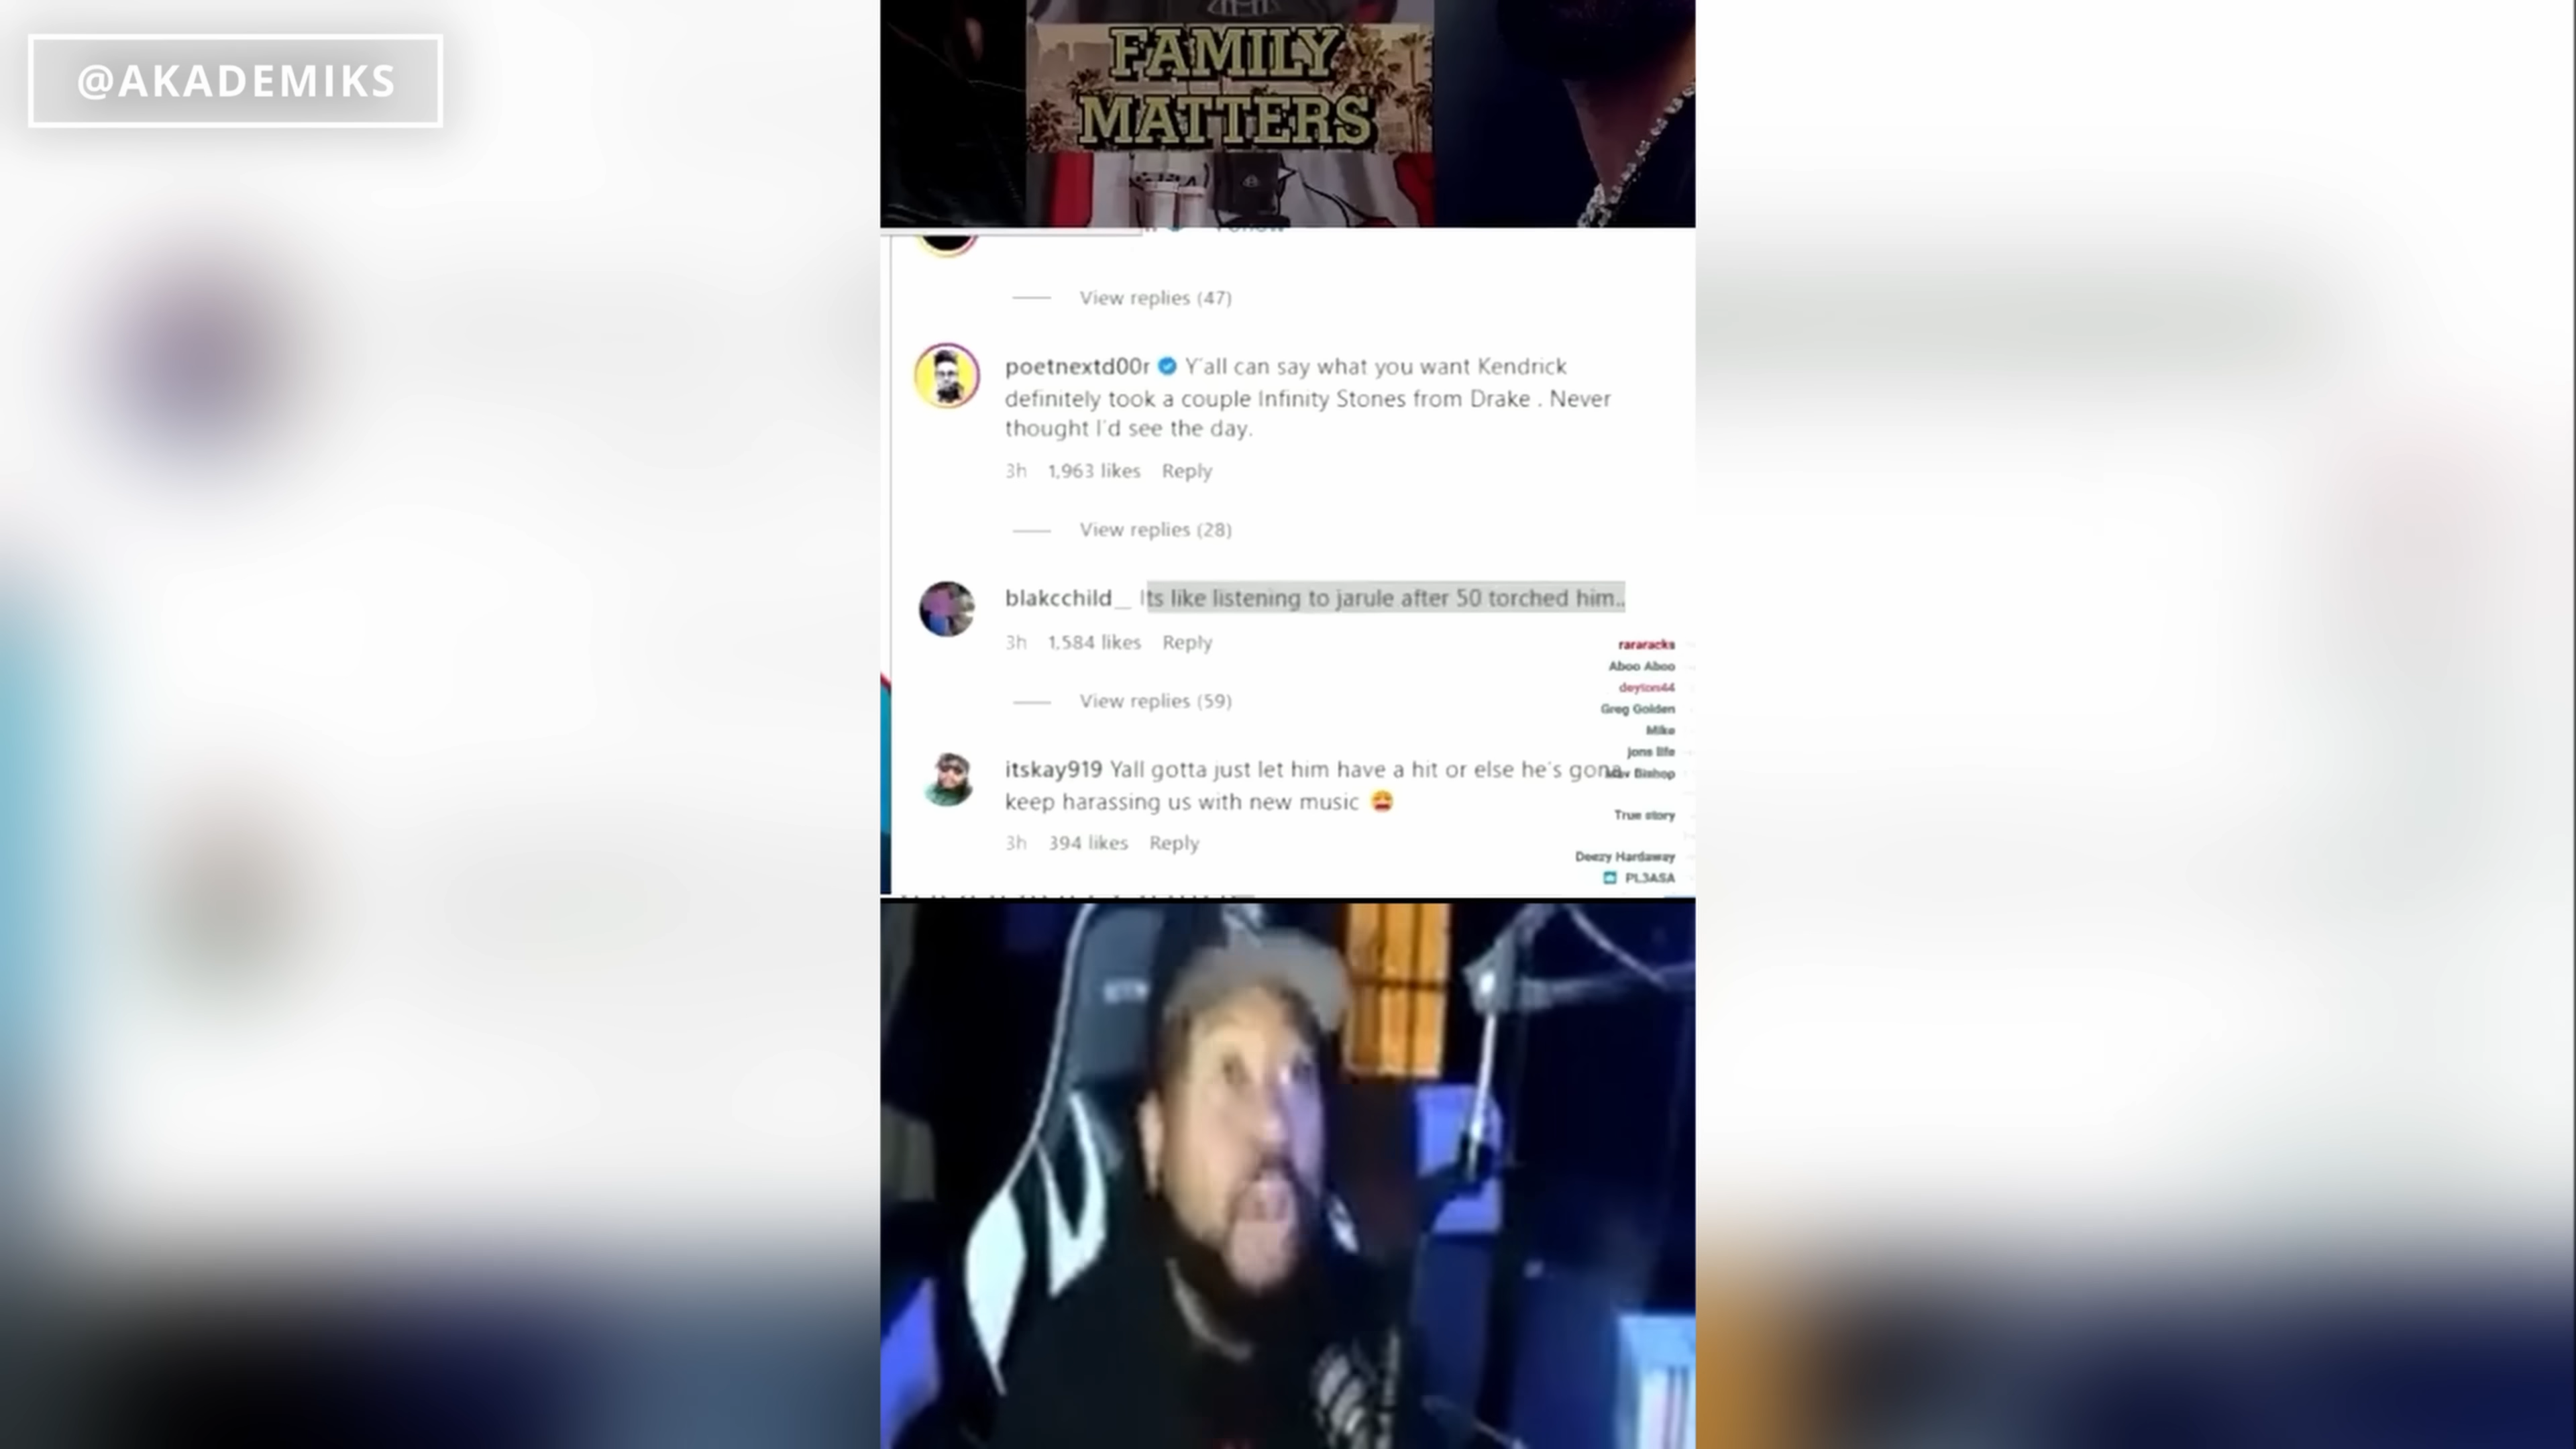 @AKADEMIKS
FAMILY
MATTERS
View replies (47)
poetnextd00r Y'all can say what you want Kendrick
definitely took a couple Infinity Stones from Drake . Never
thought I'd see the day.
3h 1,963 likes Reply
View replies (28)
blakcchild__ Its like listening to jarule after 50 torched him..
3h 1,584 likes Reply
View replies (59)
itskay919 Yall gotta just let him have a hit or else he's gona
keep harassing us with new music 😩
3h 394 likes Reply
rararacks
Aboo Aboo
deyton44
Greg Golden
Mike
jons life
Bishop
True story
Deezy Hardaway
PL3ASA